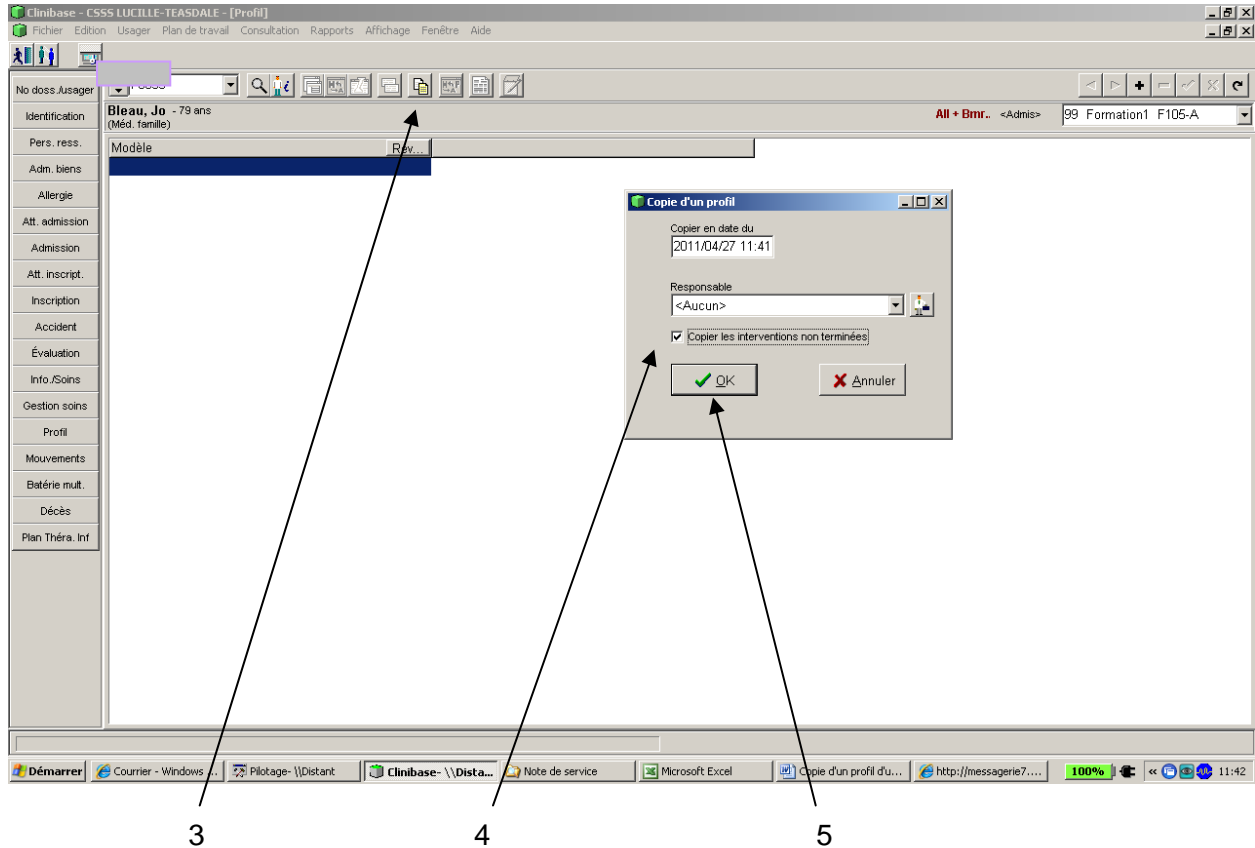 Clinibase - CSSS LUCILLE-TEASDALE - [Profil]
Fichier Edition Usager Plan de travail Consultation Rapports Affichage Fenêtre Aide
No doss./usager
Bleau, Jo - 79 ans
(Méd. famille)
All + Bmr.. <Admis>
99 Formation1 F105-A
Identification
Pers. ress.
Adm. biens
Allergie
Att. admission
Admission
Att. inscript.
Inscription
Accident
Évaluation
Info./Soins
Gestion soins
Profil
Mouvements
Batérie mult.
Décès
Plan Théra. Inf
Modèle Rev...
Copie d'un profil
Copier en date du
2011/04/27 11:41
Responsable
<Aucun>
Copier les interventions non terminées
OK Annuler
Démarrer Courrier - Windows ... Pilotage- \\Distant Clinibase- \\Dista... Note de service Microsoft Excel Copie d'un profil d'u... http://messagerie7.... 100% « 11:42
3 4 5